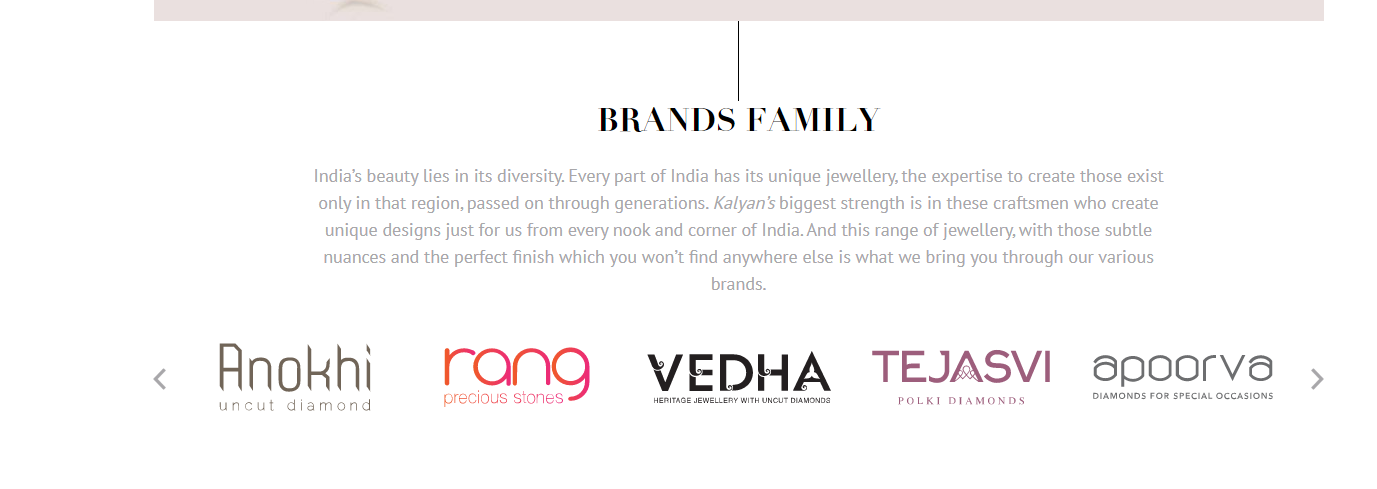 BRANDS FAMILY
India’s beauty lies in its diversity. Every part of India has its unique jewellery, the expertise to create those exist
only in that region, passed on through generations. Kalyan’s biggest strength is in these craftsmen who create
unique designs just for us from every nook and corner of India. And this range of jewellery, with those subtle
nuances and the perfect finish which you won’t find anywhere else is what we bring you through our various
brands.
Anokhi
uncut diamond
rang
precious stones
VEDHA
HERITAGE JEWELLERY WITH UNCUT DIAMONDS
TEJASVI
POLKI DIAMONDS
apoorva
DIAMONDS FOR SPECIAL OCCASIONS